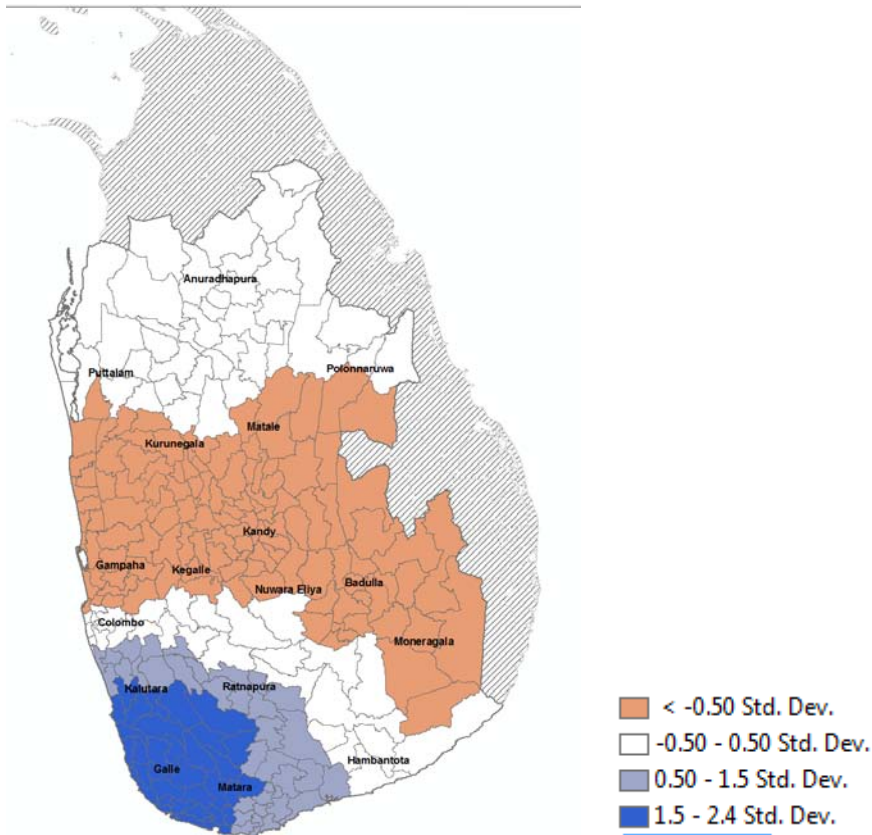 Anuradhapura
Puttalam
Polonnaruwa
Matale
Kurunegala
Kandy
Gampaha
Kegalle
Nuwara Eliya
Badulla
Colombo
Moneragala
Kalutara
Ratnapura
Galle
Matara
Hambantota
< -0.50 Std. Dev.
-0.50 - 0.50 Std. Dev.
0.50 - 1.5 Std. Dev.
1.5 - 2.4 Std. Dev.